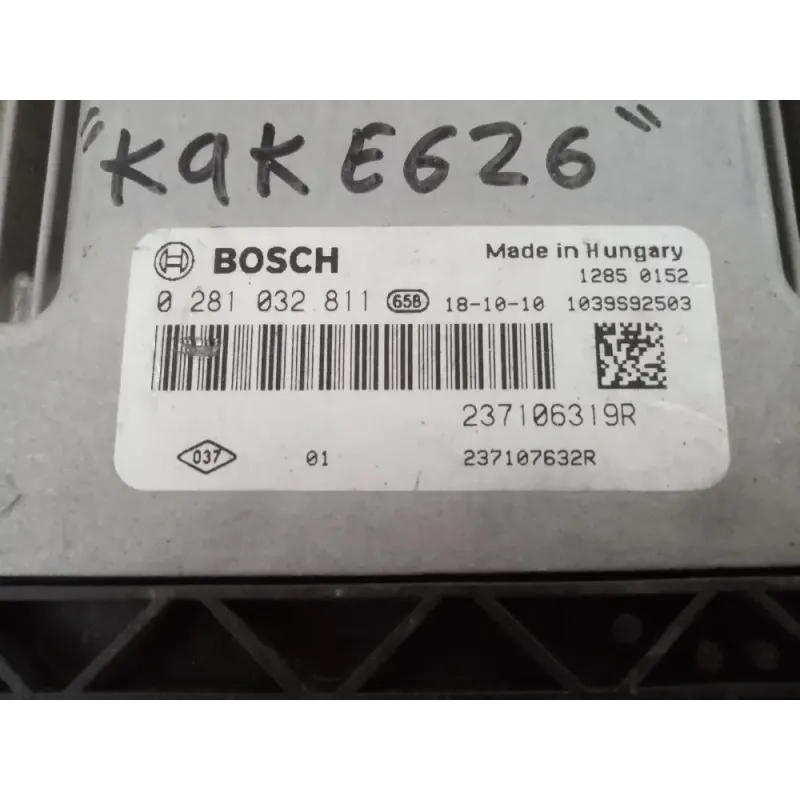 "K9K E626"
BOSCH Made in Hungary
1285 0152
0 281 032 811 658 18-10-10 1039S92503
237106319R
037 01 237107632R